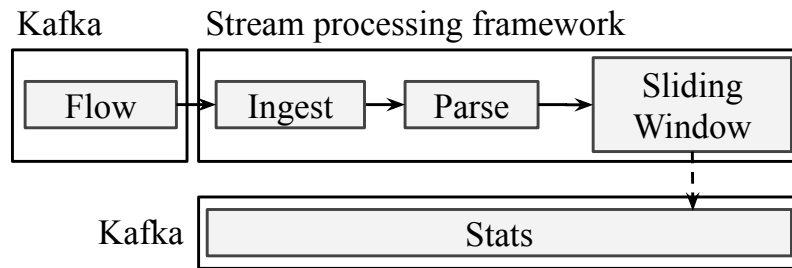 Kafka
Stream processing framework
Flow
Ingest
Parse
Sliding
Window
Kafka
Stats